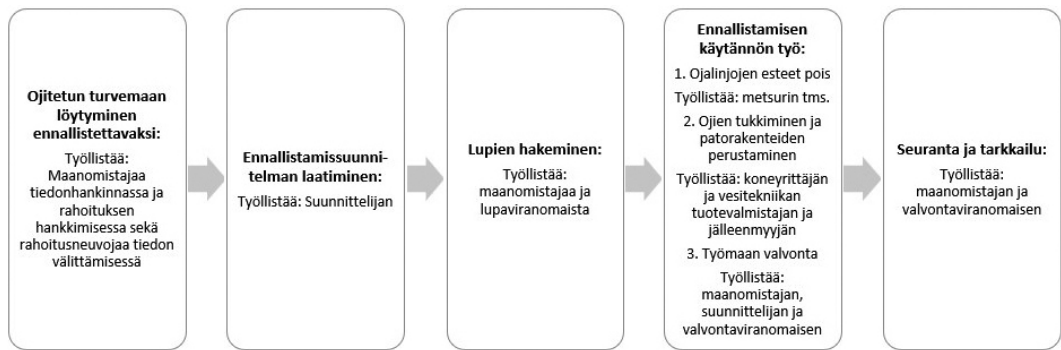 Ojitetun turvemaan
löytyminen
ennallistettavaksi:
Työllistää:
Maanomistajaa
tiedonhankinnassa ja
rahoituksen
hankkimisessa sekä
rahoitusneuvojaa tiedon
välittämisessä
Ennallistamissuunni-
telman laatiminen:
Työllistää: Suunnittelijan
Lupien hakeminen:
Työllistää:
maanomistajaa ja
lupaviranomaista
Ennallistamisen
käytännön työ:
1. Ojalinjojen esteet pois
Työllistää: metsurin tms.
2. Ojien tukkiminen ja
patorakenteiden
perustaminen
Työllistää: koneyrittäjän
ja vesitekniikan
tuotevalmistajan ja
jälleenmyyjän
3. Työmaan valvonta
Työllistää:
maanomistajan,
suunnittelijan ja
valvontaviranomaisen
Seuranta ja tarkkailu:
Työllistää:
maanomistajan ja
valvontaviranomaisen